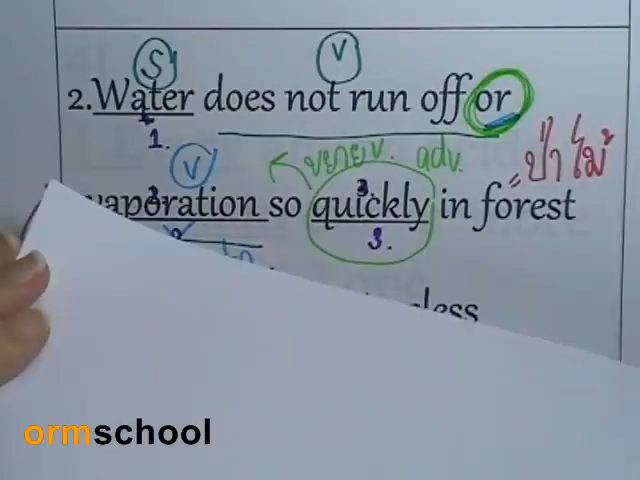 S V
2.Water does not run off or
1.
V ขยาย v. adv. "ป่าไม้"
evaporation so quickly in forest
3.
less
ormschool